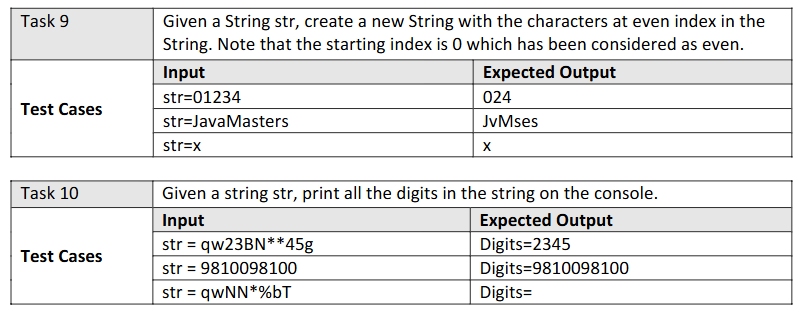 Task 9
Given a String str, create a new String with the characters at even index in the
String. Note that the starting index is 0 which has been considered as even.
Test Cases
Input Expected Output
str=01234 024
str=JavaMasters JvMses
str=x x
Task 10
Given a string str, print all the digits in the string on the console.
Test Cases
Input Expected Output
str = qw23BN**45g Digits=2345
str = 9810098100 Digits=9810098100
str = qwNN*%bT Digits=